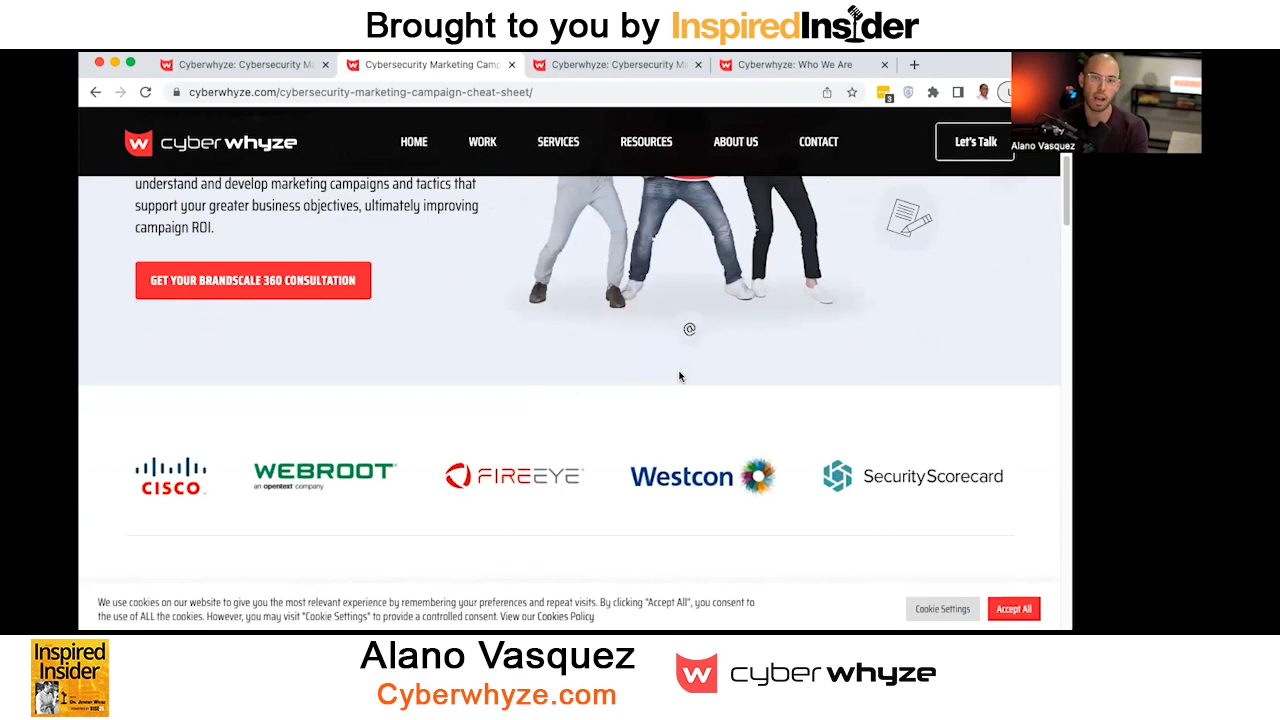 Brought to you by InspiredInsider
Cyberwhyze: Cybersecurity Ma
Cybersecurity Marketing Camp
Cyberwhyze: Cybersecurity M
Cyberwhyze: Who We Are
cyberwhyze.com/cybersecurity-marketing-campaign-cheat-sheet/
3
Alano Vasquez
cyber whyze
HOME
WORK
SERVICES
RESOURCES
ABOUT US
CONTACT
Let's Talk
understand and develop marketing campaigns and tactics that
support your greater business objectives, ultimately improving
campaign ROI.
GET YOUR BRANDSCALE 360 CONSULTATION
@
CISCO
WEBROOT
an opentext company
FIREEYE
Westcon
SecurityScorecard
We use cookies on our website to give you the most relevant experience by remembering your preferences and repeat visits. By clicking "Accept All", you consent to
the use of ALL the cookies. However, you may visit "Cookie Settings" to provide a controlled consent. View our Cookies Policy
Cookie Settings
Accept All
Inspired
Insider
Alano Vasquez
Cyberwhyze.com
cyber whyze